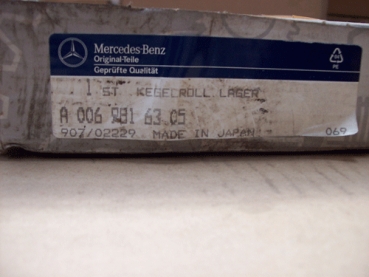 Mercedes-Benz
Original-Teile
Geprüfte Qualität
PE
1 ST KEGELROLL.LAGER
A 006 981 63 05
907/02229 MADE IN JAPAN 069